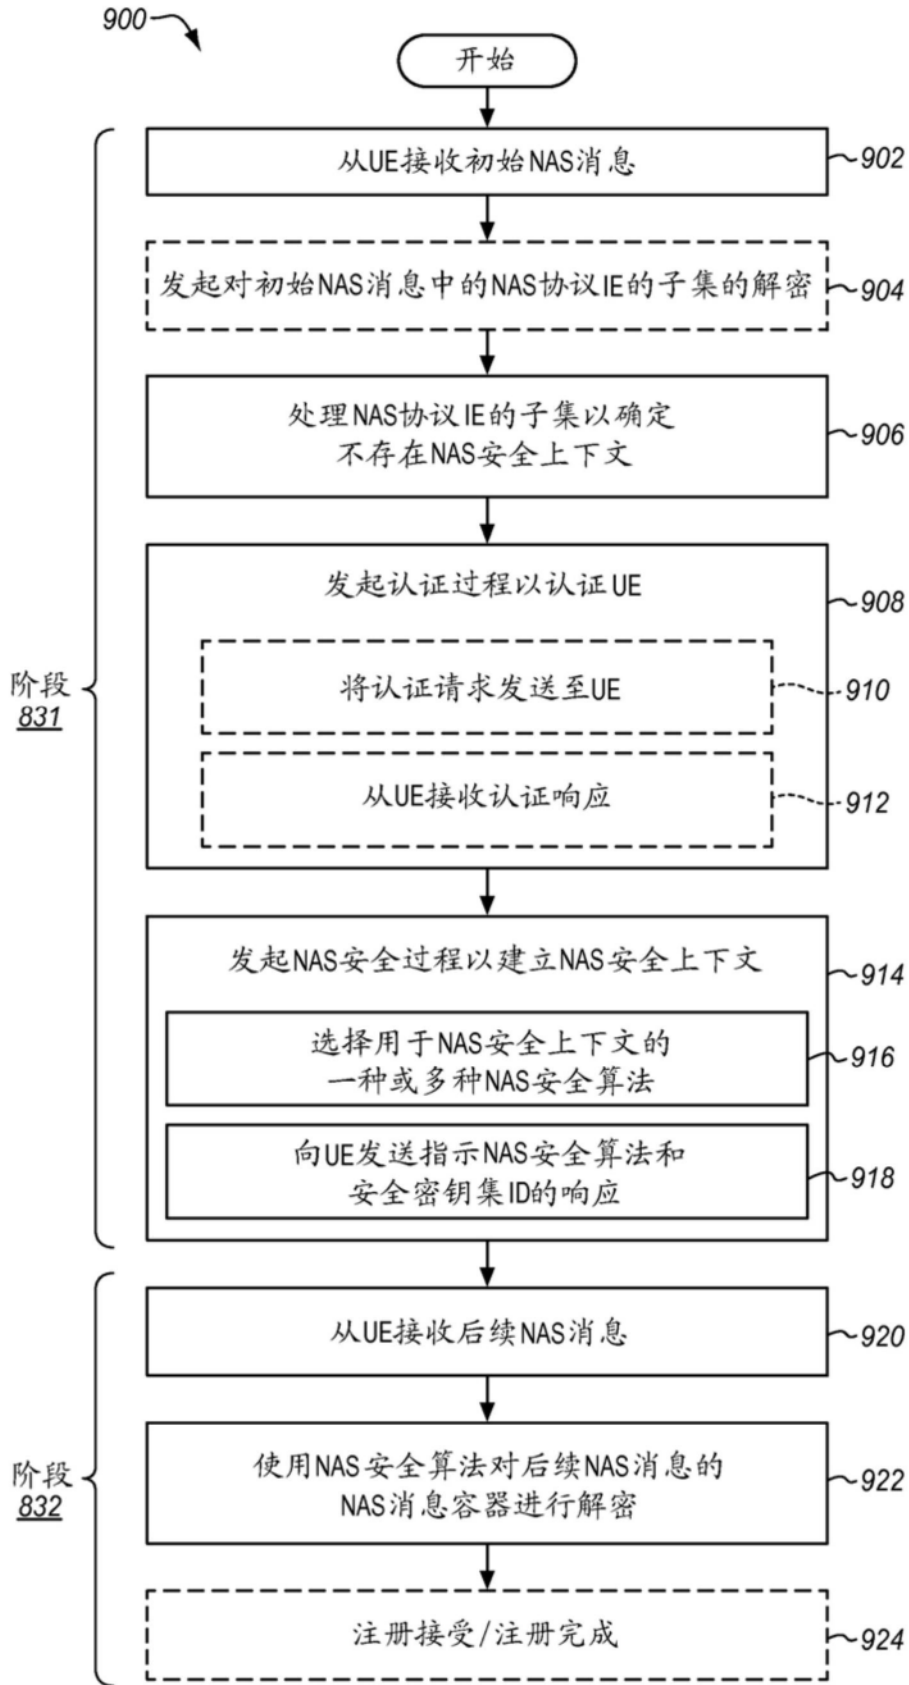 900
开始
从UE接收初始NAS消息
902
发起对初始NAS消息中的NAS协议IE的子集的解密
904
处理NAS协议IE的子集以确定
不存在NAS安全上下文
906
发起认证过程以认证UE
908
将认证请求发送至UE
910
阶段
831
从UE接收认证响应
912
发起NAS安全过程以建立NAS安全上下文
914
选择用于NAS安全上下文的
一种或多种NAS安全算法
916
向UE发送指示NAS安全算法和
安全密钥集ID的响应
918
从UE接收后续NAS消息
920
使用NAS安全算法对后续NAS消息的
NAS消息容器进行解密
922
阶段
832
注册接受/注册完成
924